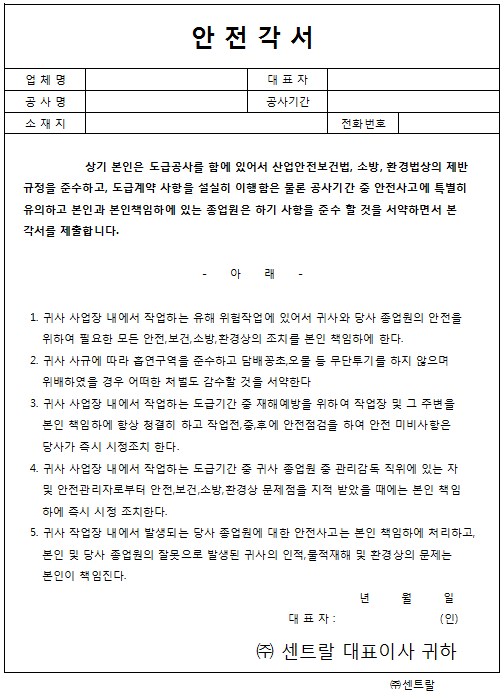 안 전 각 서
업 체 명
대 표 자
공 사 명
공사기간
소 재 지
전화번호
상기 본인은 도급공사를 함에 있어서 산업안전보건법, 소방, 환경법상의 제반
규정을 준수하고, 도급계약 사항을 설실히 이행함은 물론 공사기간 중 안전사고에 특별히
유의하고 본인과 본인책임하에 있는 종업원은 하기 사항을 준수 할 것을 서약하면서 본
각서를 제출합니다.
- 아 래 -
1. 귀사 사업장 내에서 작업하는 유해 위험작업에 있어서 귀사와 당사 종업원의 안전을
위하여 필요한 모든 안전,보건,소방,환경상의 조치를 본인 책임하에 한다.
2. 귀사 사규에 따라 흡연구역을 준수하고 담배꽁초,오물 등 무단투기를 하지 않으며
위배하였을 경우 어떠한 처벌도 감수할 것을 서약한다
3. 귀사 사업장 내에서 작업하는 도급기간 중 재해예방을 위하여 작업장 및 그 주변을
본인 책임하에 항상 청결히 하고 작업전,중,후에 안전점검을 하여 안전 미비사항은
당사가 즉시 시정조치 한다.
4. 귀사 사업장 내에서 작업하는 도급기간 중 귀사 종업원 중 관리감독 직위에 있는 자
및 안전관리자로부터 안전,보건,소방,환경상 문제점을 지적 받았을 때에는 본인 책임
하에 즉시 시정 조치한다.
5. 귀사 작업장 내에서 발생되는 당사 종업원에 대한 안전사고는 본인 책임하에 처리하고,
본인 및 당사 종업원의 잘못으로 발생된 귀사의 인적,물적재해 및 환경상의 문제는
본인이 책임진다.
년 월 일
대 표 자 : (인)
㈜ 센트랄 대표이사 귀하
㈜센트랄